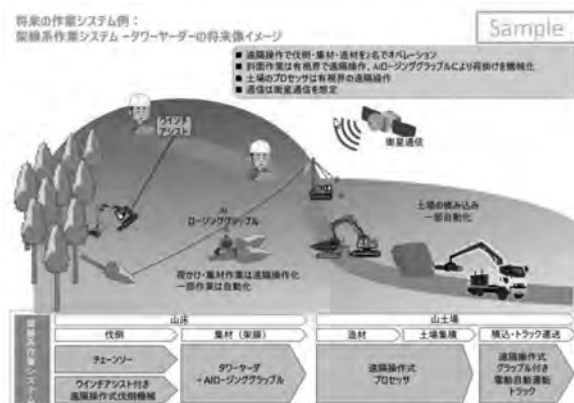 将来の作業システム例：
架線系作業システム -タワーヤーダーの将来像イメージ
Sample
■ 遠隔操作で伐倒・集材・造材を2名でオペレーション
■ 斜面作業は有視界で遠隔操作、AIロージンググラップルにより荷掛けを機械化
■ 土場のプロセッサは有視界の遠隔操作
■ 通信は衛星通信を想定
ウインチ
アシスト
衛星通信
AI
ロージンググラップル
土場の積み込み
一部自動化
荷かけ・集材作業は遠隔操作化
一部作業は自動化
山床
山土場
伐倒
集材（架線）
造材
土場集積
積込・トラック運送
チェーンソー
ウインチアシスト付き
遠隔操作式伐倒機械
タワーヤーダ
+AIロージンググラップル
遠隔操作式
プロセッサ
遠隔操作式
グラップル付き
電動自動運転
トラック